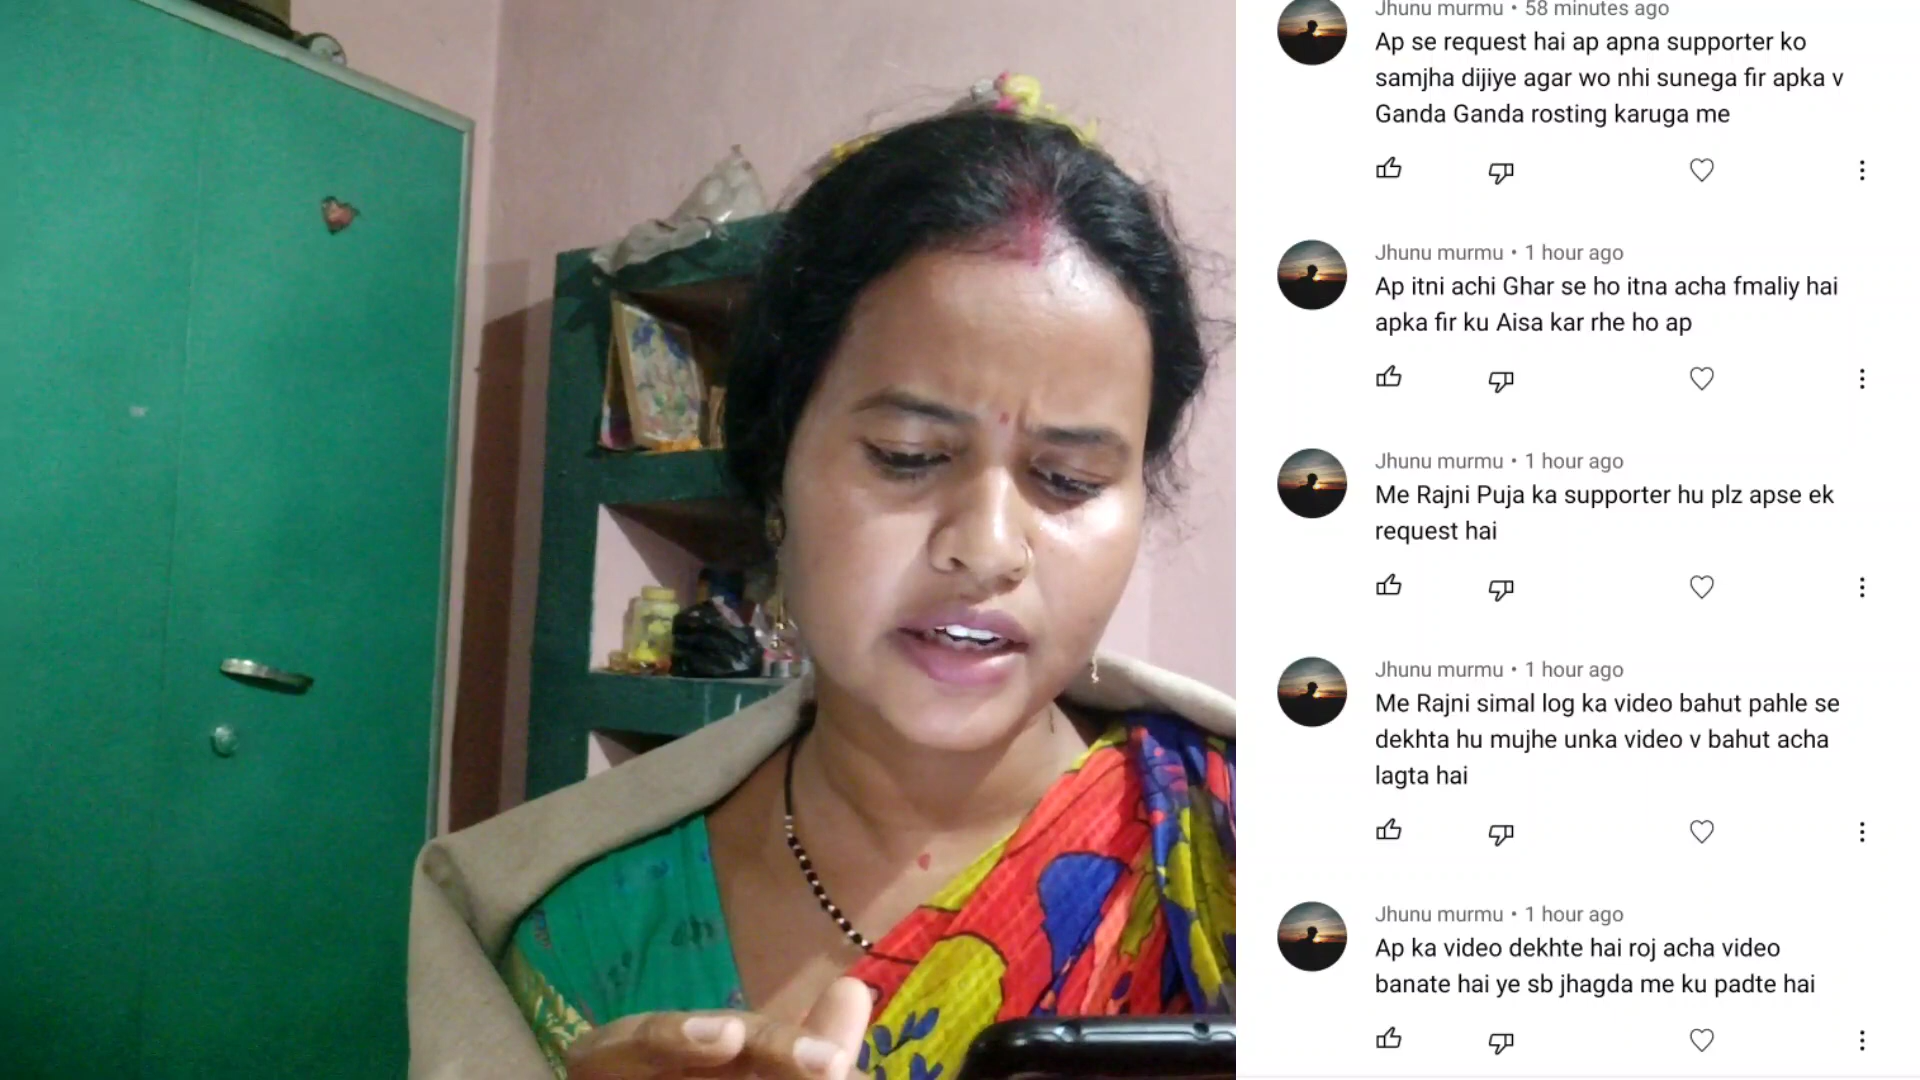 Jhunu murmu • 58 minutes ago
Ap se request hai ap apna supporter ko
samjha dijiye agar wo nhi sunega fir apka v
Ganda Ganda rosting karuga me
Jhunu murmu • 1 hour ago
Ap itni achi Ghar se ho itna acha fmaliy hai
apka fir ku Aisa kar rhe ho ap
Jhunu murmu • 1 hour ago
Me Rajni Puja ka supporter hu plz apse ek
request hai
Jhunu murmu • 1 hour ago
Me Rajni simal log ka video bahut pahle se
dekhta hu mujhe unka video v bahut acha
lagta hai
Jhunu murmu • 1 hour ago
Ap ka video dekhte hai roj acha video
banate hai ye sb jhagda me ku padte hai